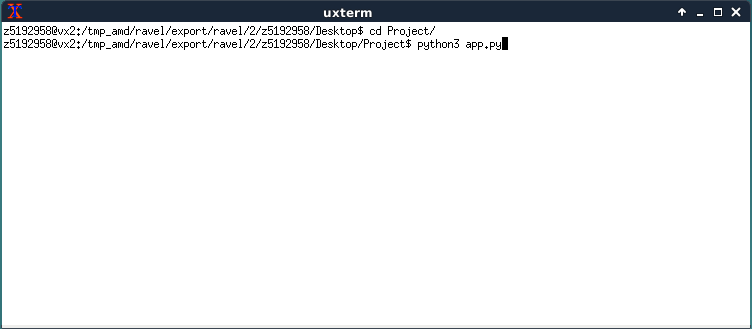 uxterm
z5192958@vx2:/tmp_amd/ravel/export/ravel/2/z5192958/Desktop$ cd Project/
z5192958@vx2:/tmp_amd/ravel/export/ravel/2/z5192958/Desktop/Project$ python3 app.py